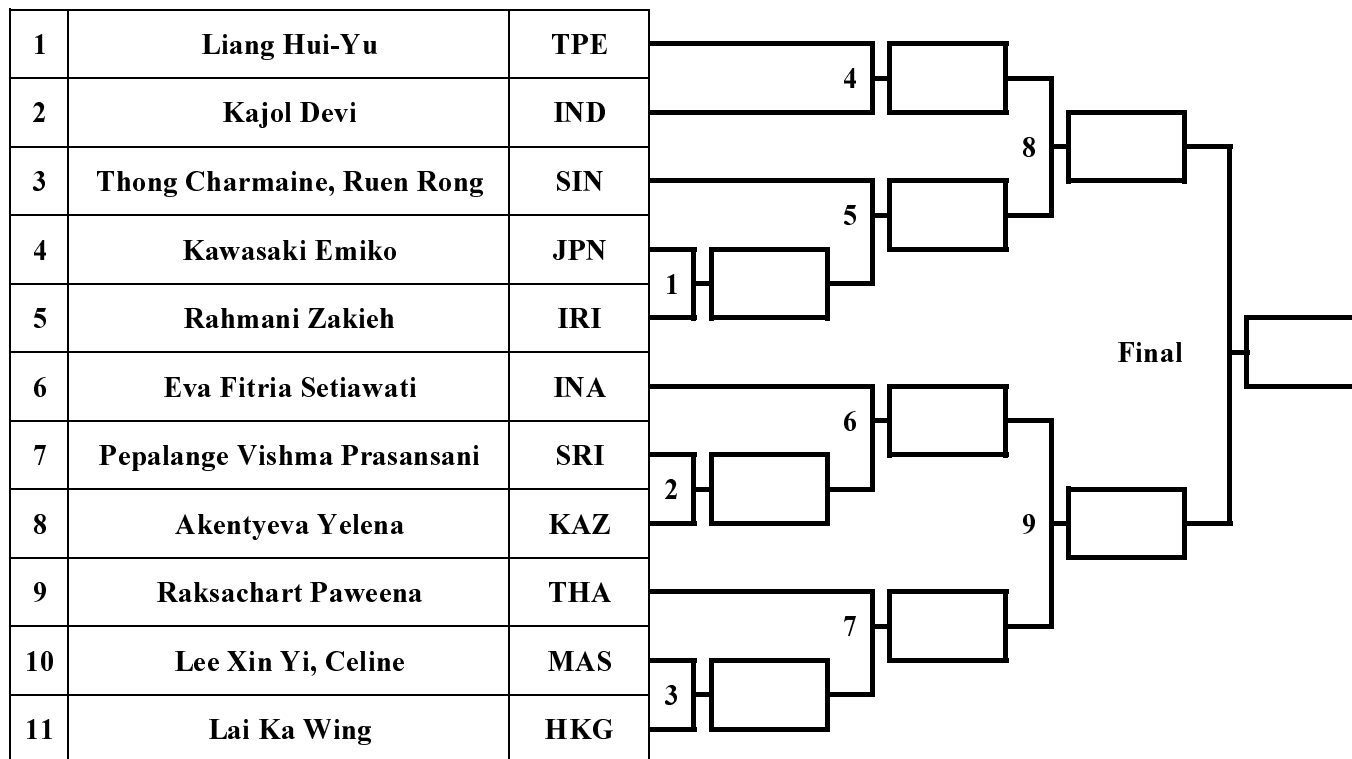 1 Liang Hui-Yu TPE
4
2 Kajol Devi IND
8
3 Thong Charmaine, Ruen Rong SIN
5
4 Kawasaki Emiko JPN
1
5 Rahmani Zakieh IRI
Final
6 Eva Fitria Setiawati INA
6
7 Pepalange Vishma Prasansani SRI
2
8 Akentyeva Yelena KAZ
9
9 Raksachart Paweena THA
7
10 Lee Xin Yi, Celine MAS
3
11 Lai Ka Wing HKG